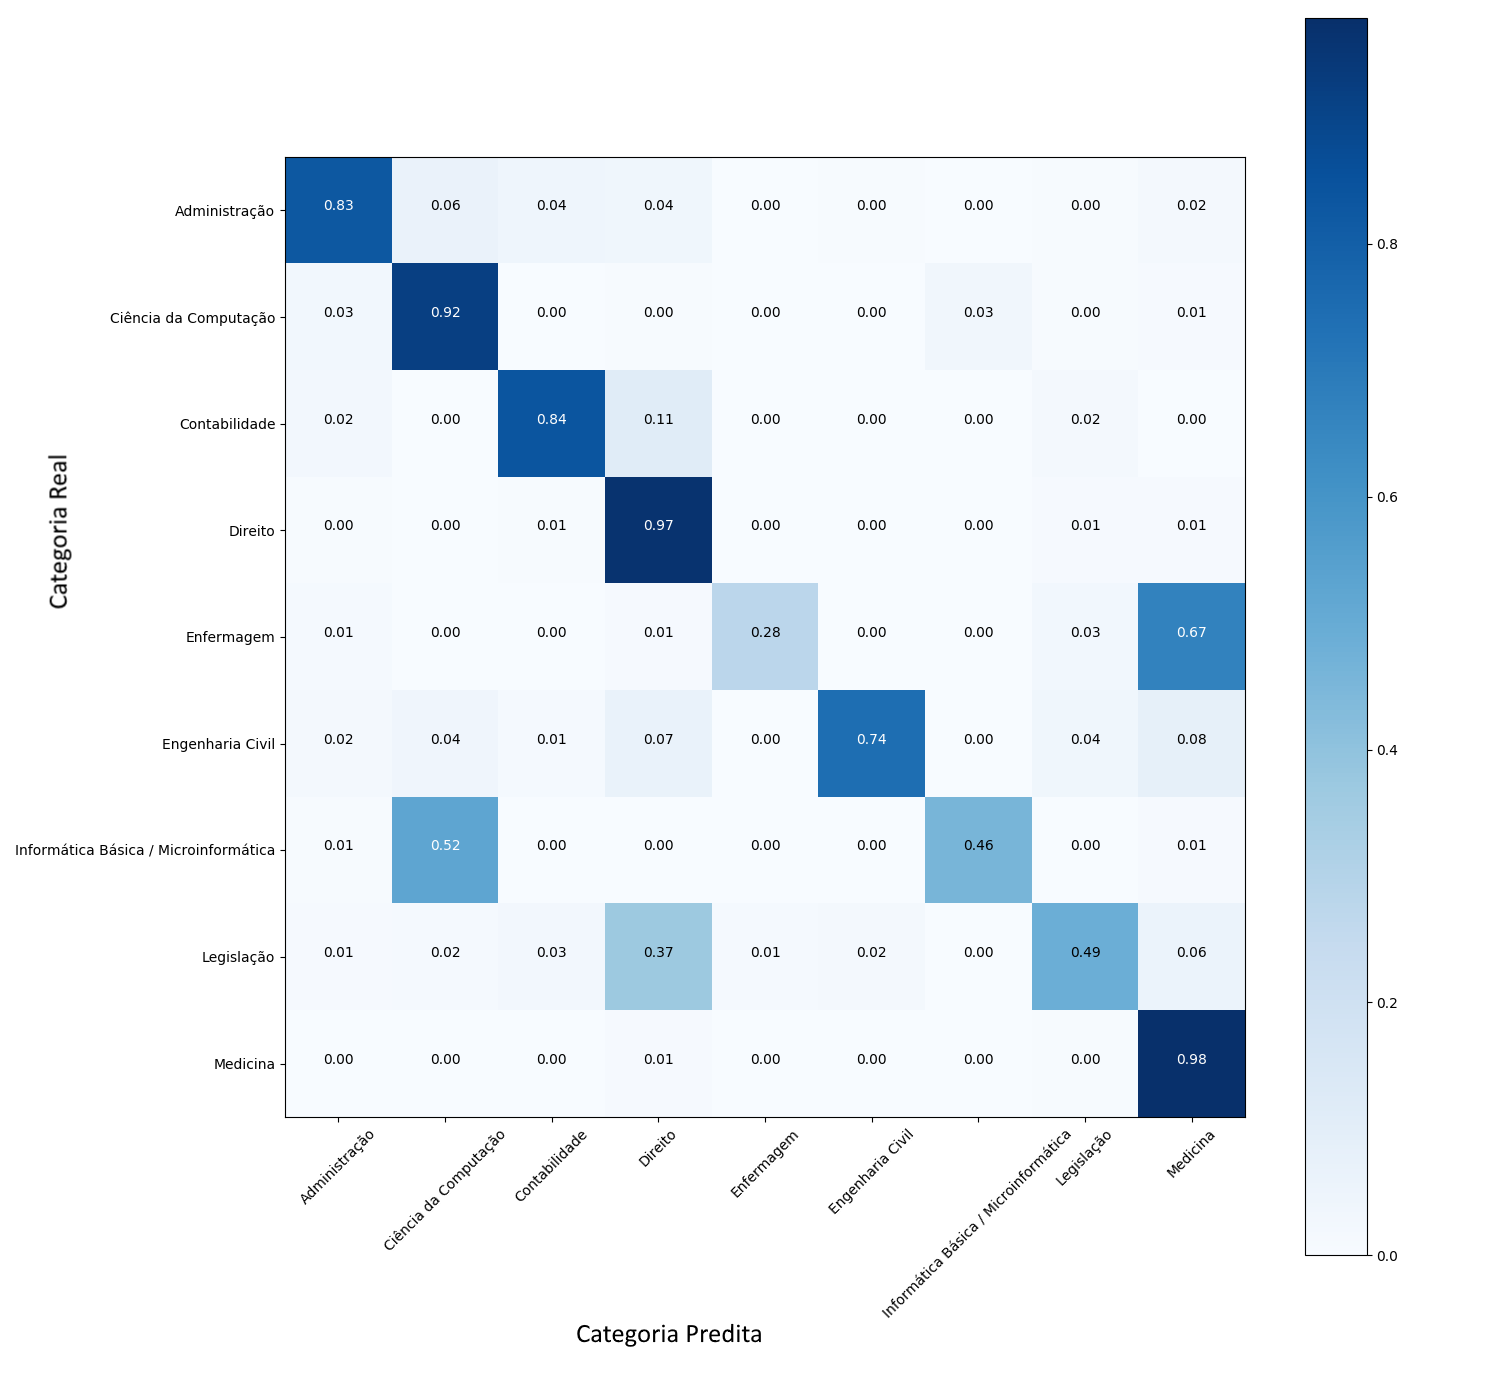 Categoria Real
Administração 0.83 0.06 0.04 0.04 0.00 0.00 0.00 0.00 0.02
Ciência da Computação 0.03 0.92 0.00 0.00 0.00 0.00 0.03 0.00 0.01
Contabilidade 0.02 0.00 0.84 0.11 0.00 0.00 0.00 0.02 0.00
Direito 0.00 0.00 0.01 0.97 0.00 0.00 0.00 0.01 0.01
Enfermagem 0.01 0.00 0.00 0.01 0.28 0.00 0.00 0.03 0.67
Engenharia Civil 0.02 0.04 0.01 0.07 0.00 0.74 0.00 0.04 0.08
Informática Básica / Microinformática 0.01 0.52 0.00 0.00 0.00 0.00 0.46 0.00 0.01
Legislação 0.01 0.02 0.03 0.37 0.01 0.02 0.00 0.49 0.06
Medicina 0.00 0.00 0.00 0.01 0.00 0.00 0.00 0.00 0.98
Administração
Ciência da Computação
Contabilidade
Direito
Enfermagem
Engenharia Civil
Informática Básica / Microinformática
Legislação
Medicina
Categoria Predita
0.8
0.6
0.4
0.2
0.0